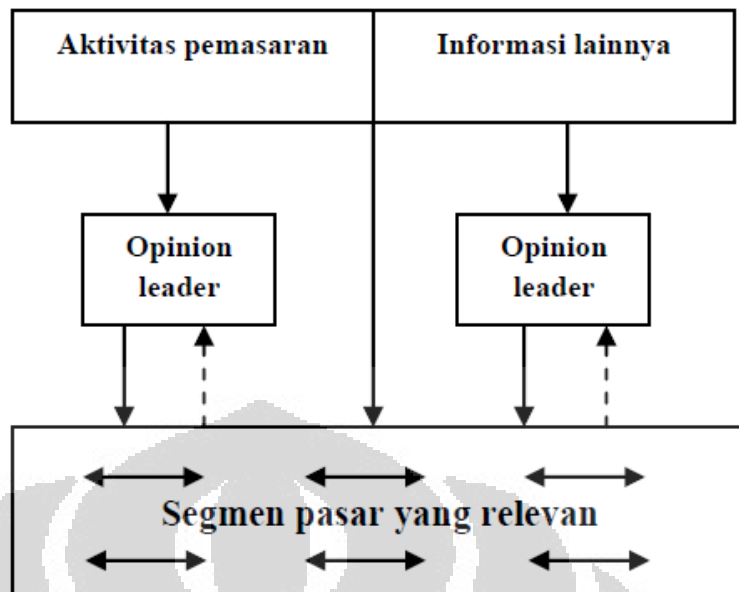 Aktivitas pemasaran
Informasi lainnya
Opinion
leader
Opinion
leader
Segmen pasar yang relevan